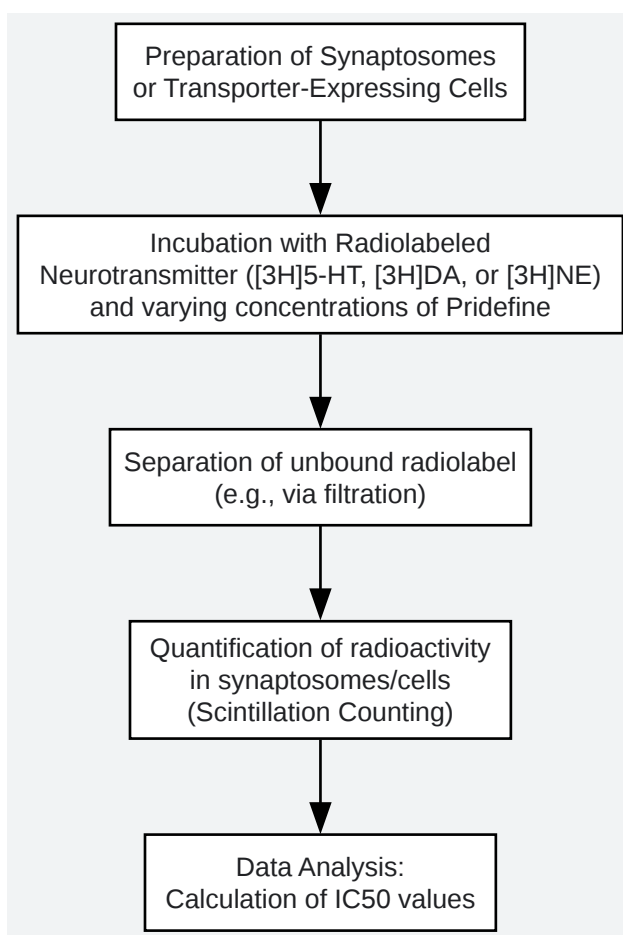 Preparation of Synaptosomes
or Transporter-Expressing Cells
Incubation with Radiolabeled
Neurotransmitter ([3H]5-HT, [3H]DA, or [3H]NE)
and varying concentrations of Pridefine
Separation of unbound radiolabel
(e.g., via filtration)
Quantification of radioactivity
in synaptosomes/cells
(Scintillation Counting)
Data Analysis:
Calculation of IC50 values